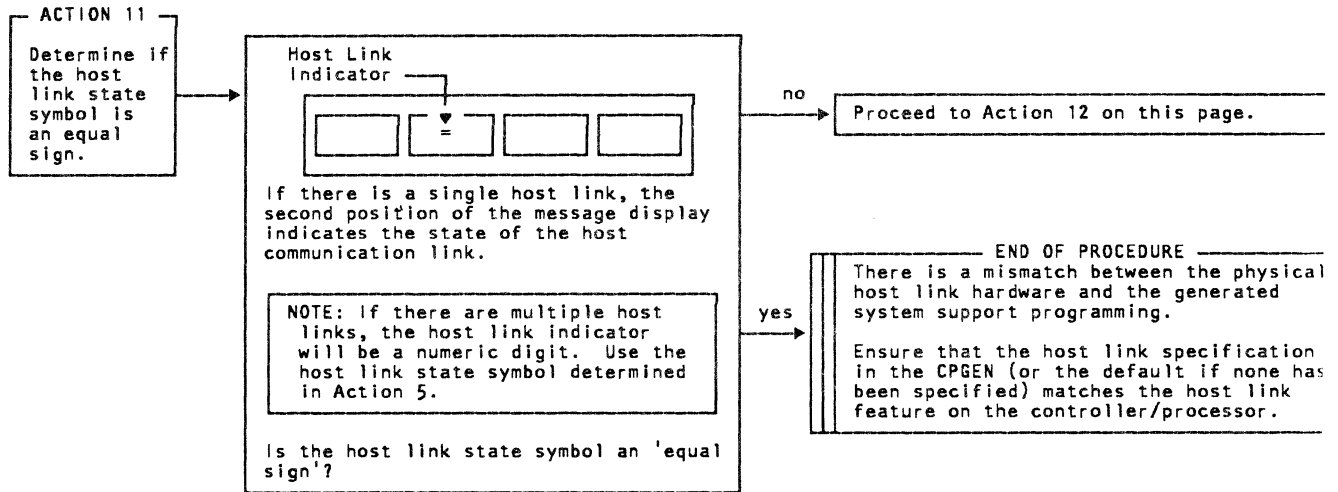 ACTION 11
Determine if
the host
link state
symbol is
an equal
sign.
Host Link
Indicator
=
If there is a single host link, the
second position of the message display
indicates the state of the host
communication link.
NOTE: If there are multiple host
links, the host link indicator
will be a numeric digit. Use the
host link state symbol determined
in Action 5.
Is the host link state symbol an 'equal
sign'?
no
Proceed to Action 12 on this page.
yes
END OF PROCEDURE
There is a mismatch between the physical
host link hardware and the generated
system support programming.
Ensure that the host link specification
in the CPGEN (or the default if none has
been specified) matches the host link
feature on the controller/processor.